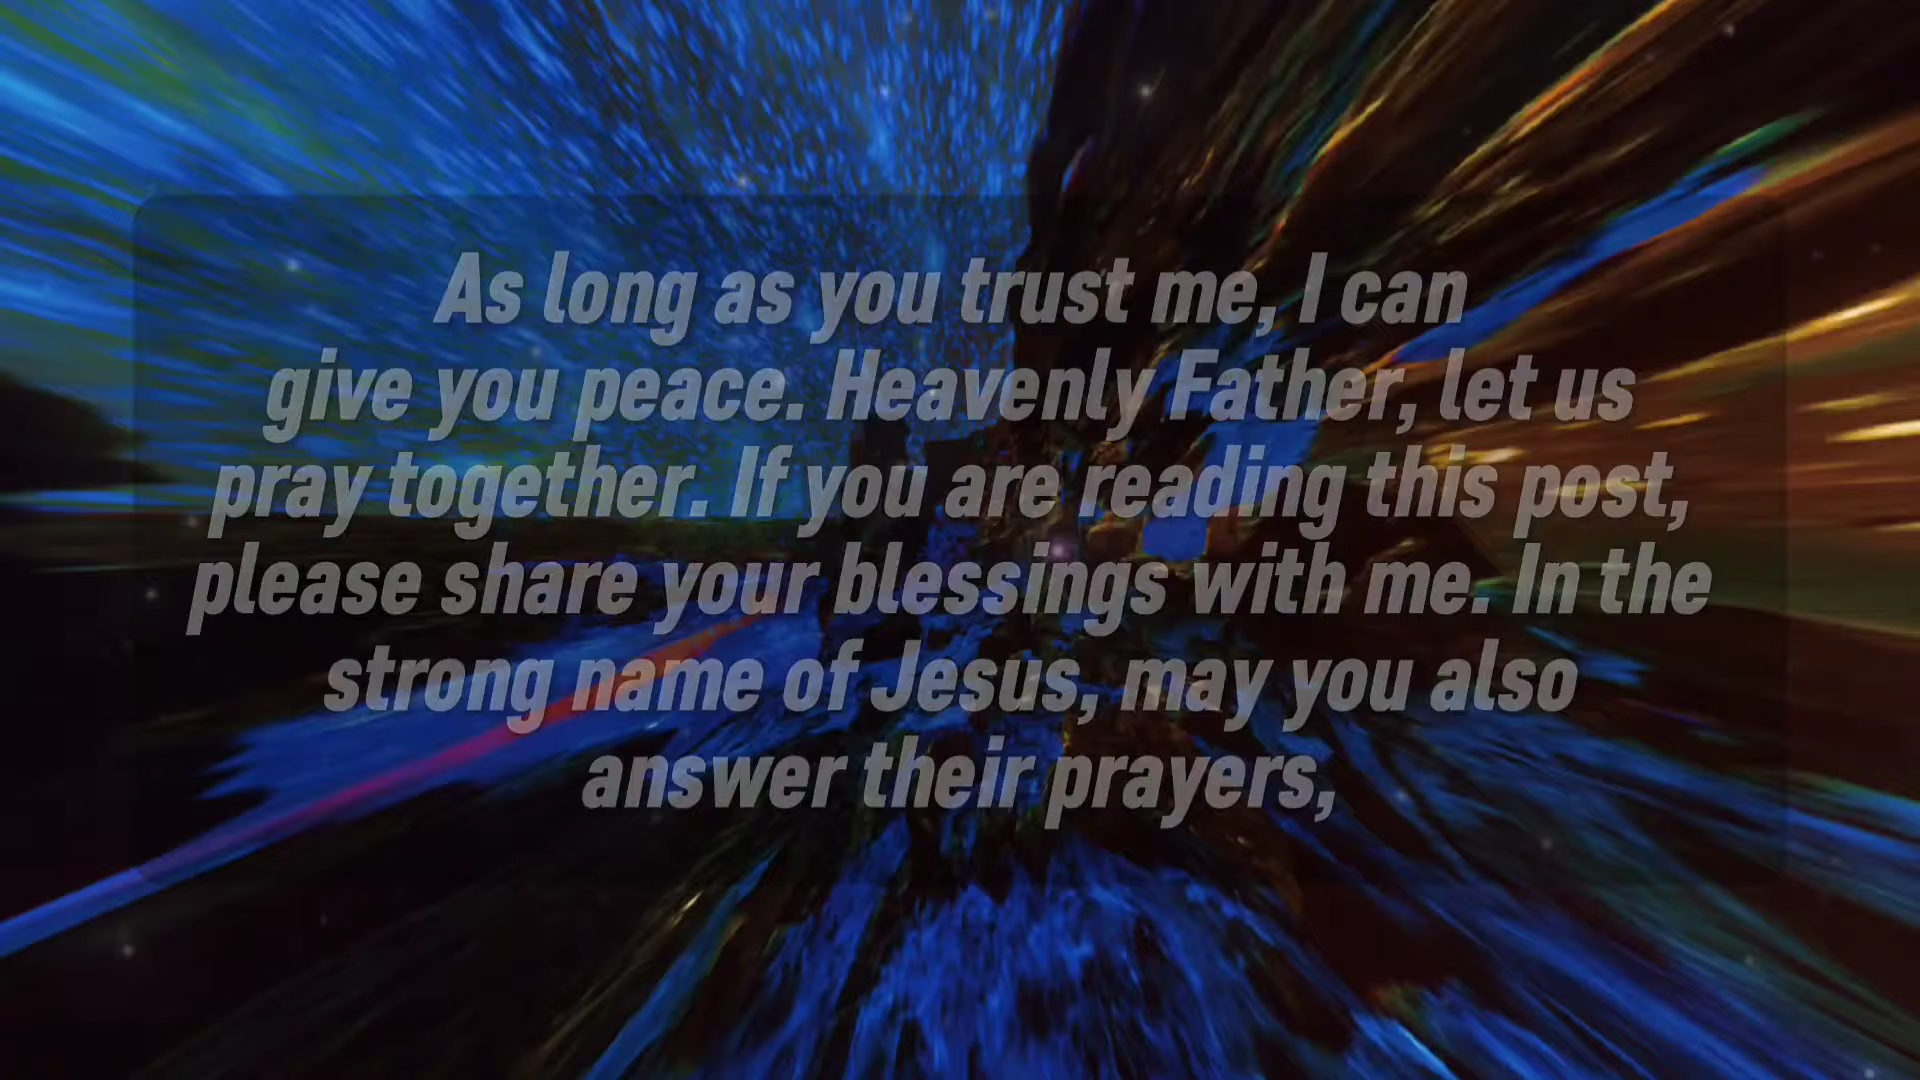 As long as you trust me, I can
give you peace. Heavenly Father, let us
pray together. If you are reading this post,
please share your blessings with me. In the
strong name of Jesus, may you also
answer their prayers,